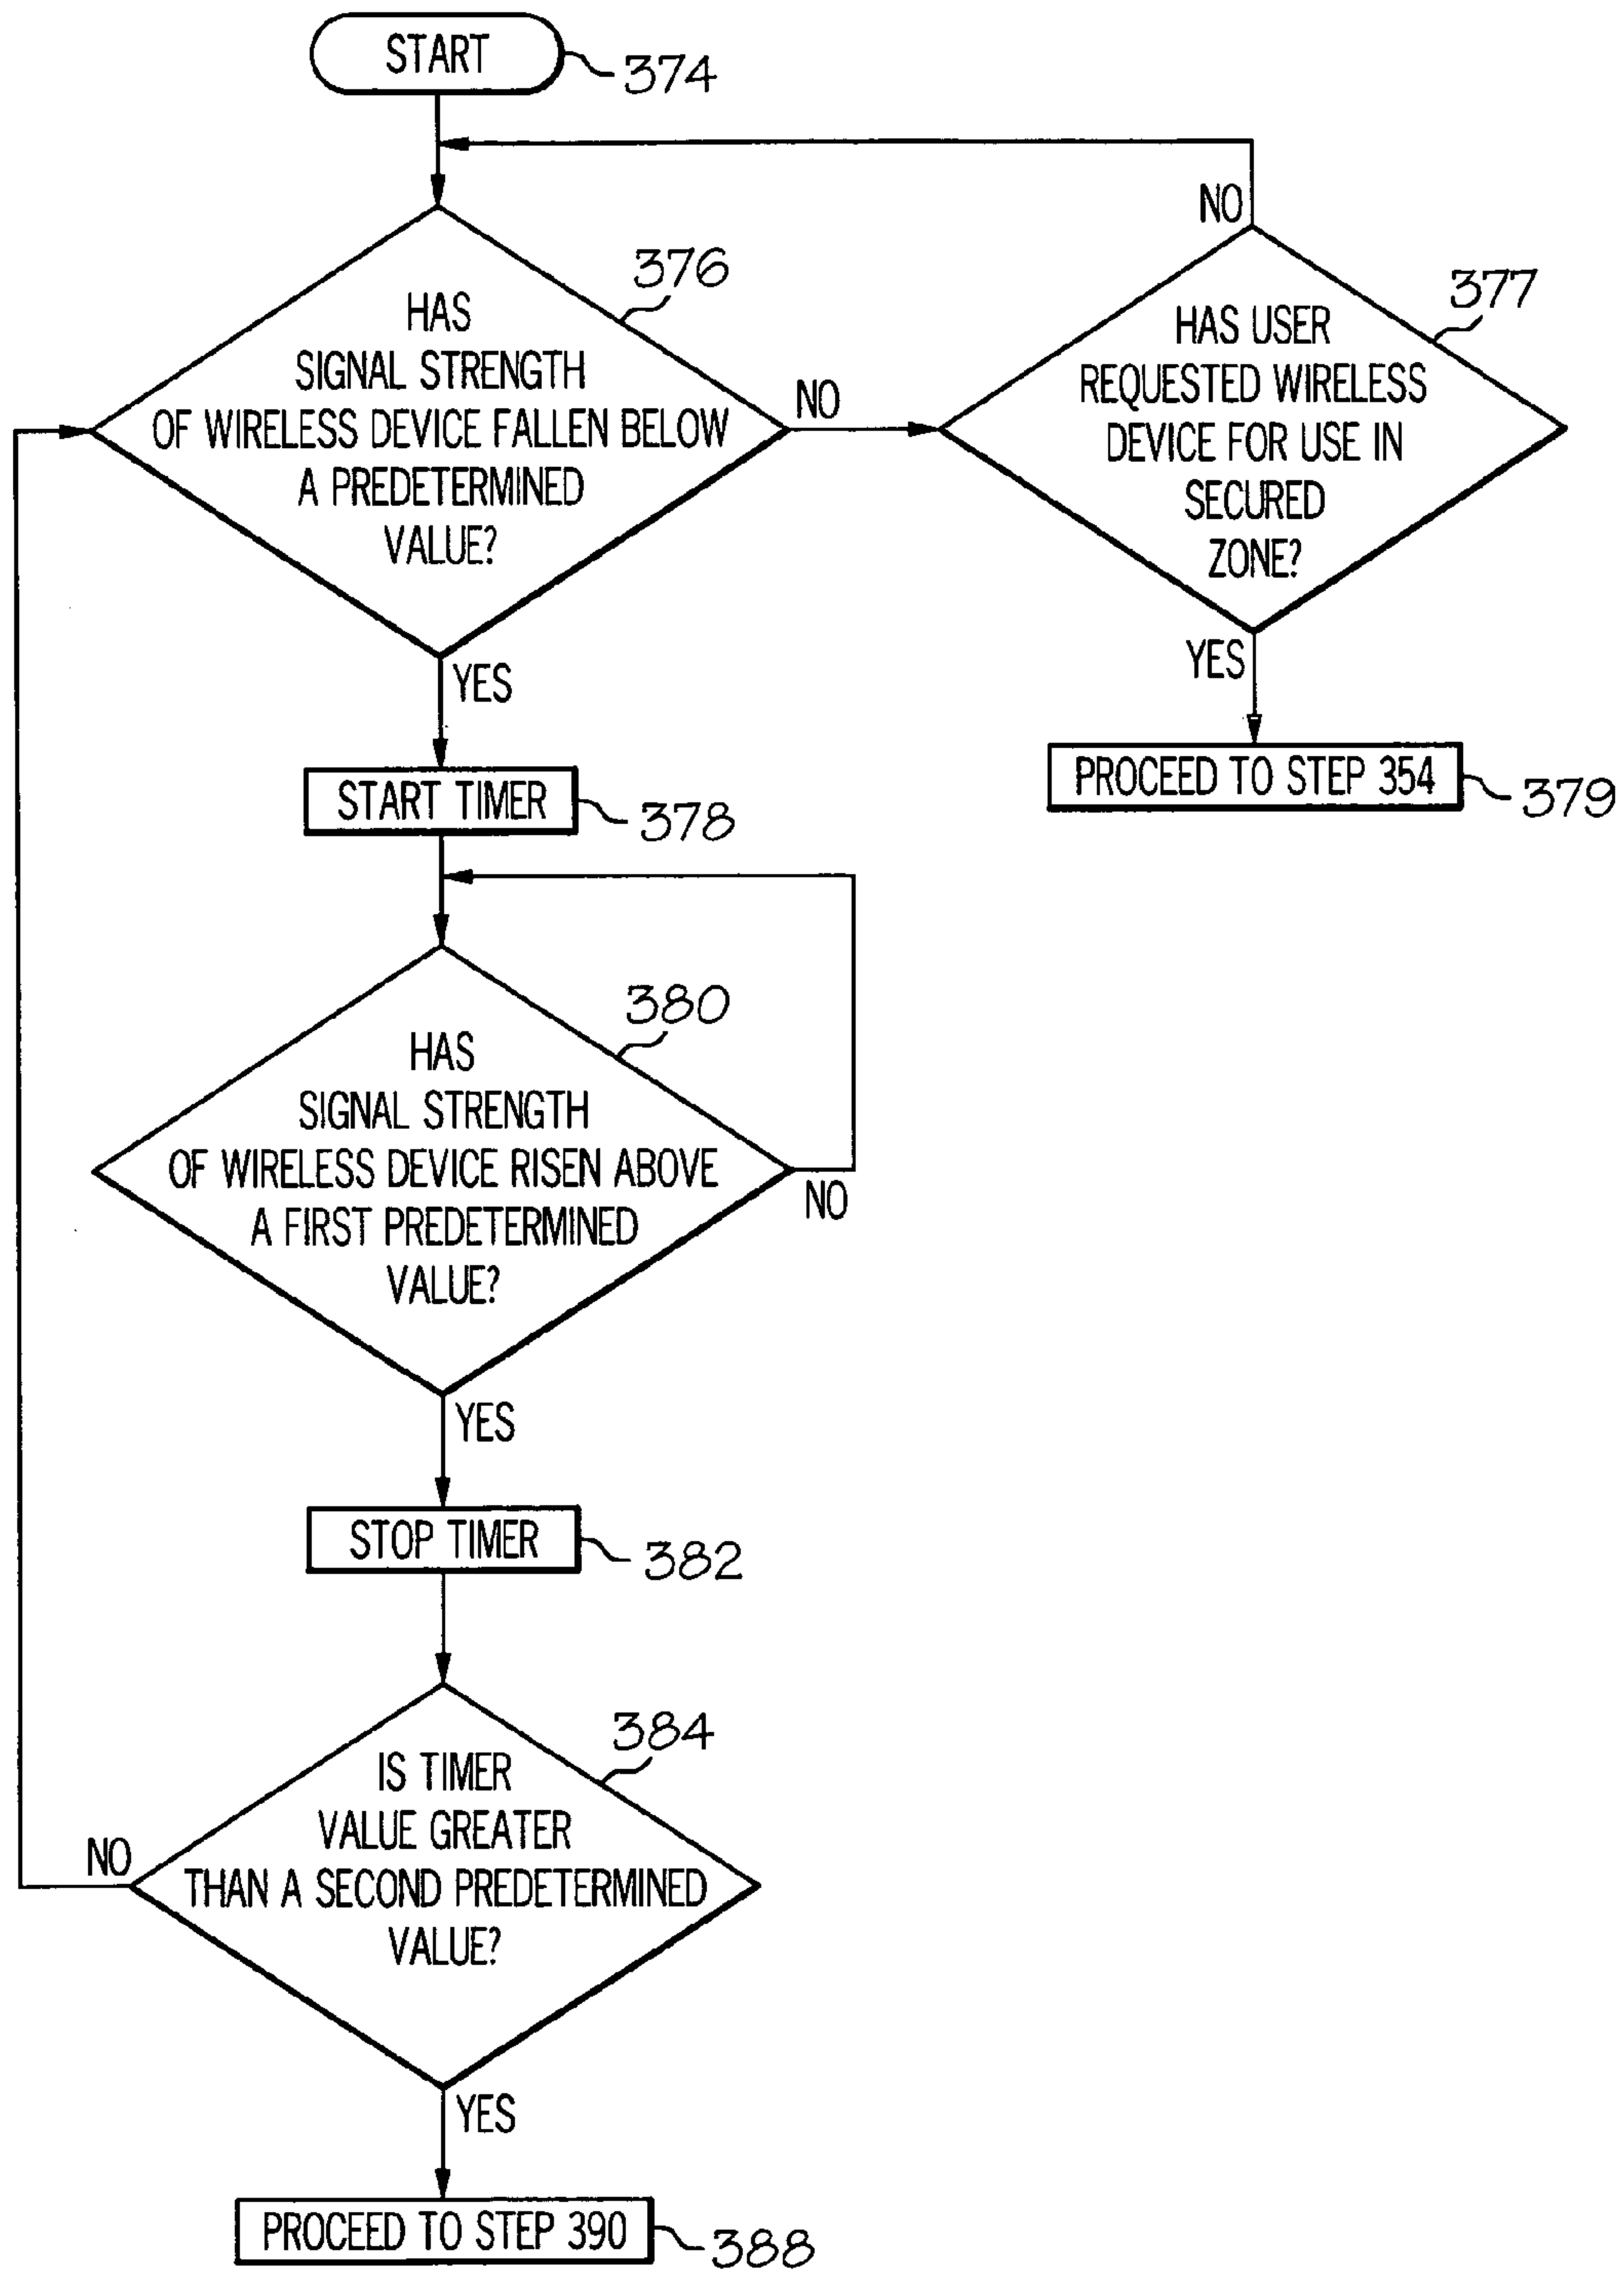 START
374
NO
376
HAS
SIGNAL STRENGTH
OF WIRELESS DEVICE FALLEN BELOW
A PREDETERMINED
VALUE?
NO
377
HAS USER
REQUESTED WIRELESS
DEVICE FOR USE IN
SECURED
ZONE?
YES
YES
PROCEED TO STEP 354
379
START TIMER
378
380
HAS
SIGNAL STRENGTH
OF WIRELESS DEVICE RISEN ABOVE
A FIRST PREDETERMINED
VALUE?
NO
YES
STOP TIMER
382
384
IS TIMER
VALUE GREATER
THAN A SECOND PREDETERMINED
VALUE?
NO
YES
PROCEED TO STEP 390
388